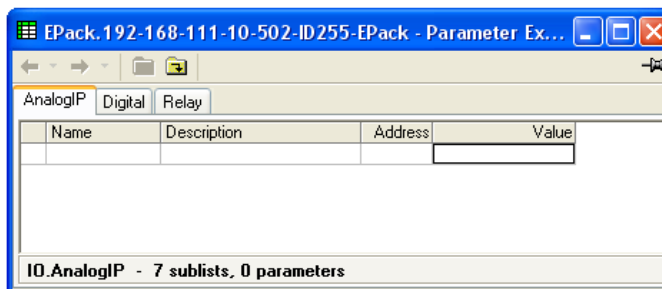 EPack.192-168-111-10-502-ID255-EPack - Parameter Ex...
AnalogIP Digital Relay
Name Description Address Value
IO.AnalogIP - 7 sublists, 0 parameters